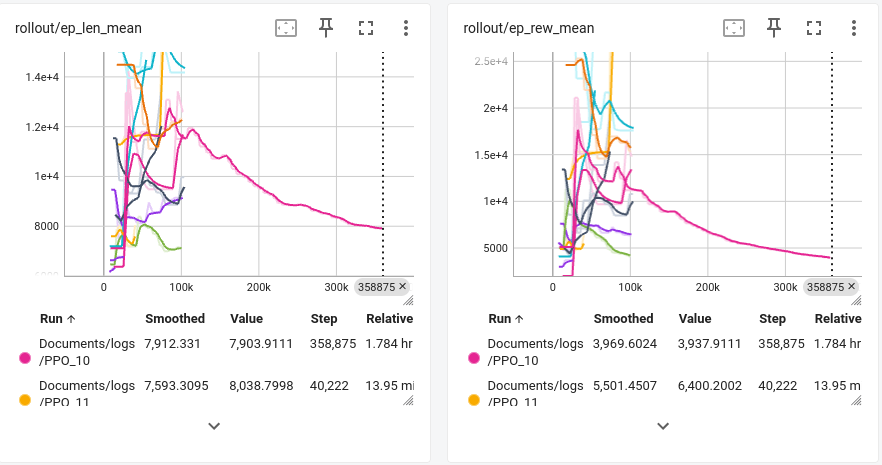 rollout/ep_len_mean
1.4e+4
1.2e+4
1e+4
8000
6000
0 100k 200k 300k 358875
Run ↑ Smoothed Value Step Relative
Documents/logs 7,912.331 7,903.9111 358,875 1.784 hr
/PPO_10
Documents/logs 7,593.3095 8,038.7998 40,222 13.95 mi
/PPO_11
rollout/ep_rew_mean
2.5e+4
2e+4
1.5e+4
1e+4
5000
0 100k 200k 300k 358875
Run ↑ Smoothed Value Step Relative
Documents/logs 3,969.6024 3,937.9111 358,875 1.784 hr
/PPO_10
Documents/logs 5,501.4507 6,400.2002 40,222 13.95 m
/PPO_11